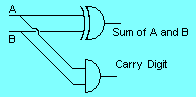 A
Sum of A and B
B
Carry Digit